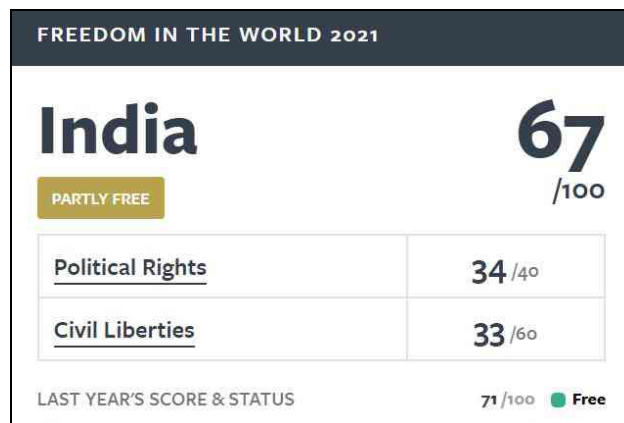 FREEDOM IN THE WORLD 2021
India 67
PARTLY FREE /100
Political Rights 34 /40
Civil Liberties 33 /60
LAST YEAR'S SCORE & STATUS 71 /100 Free